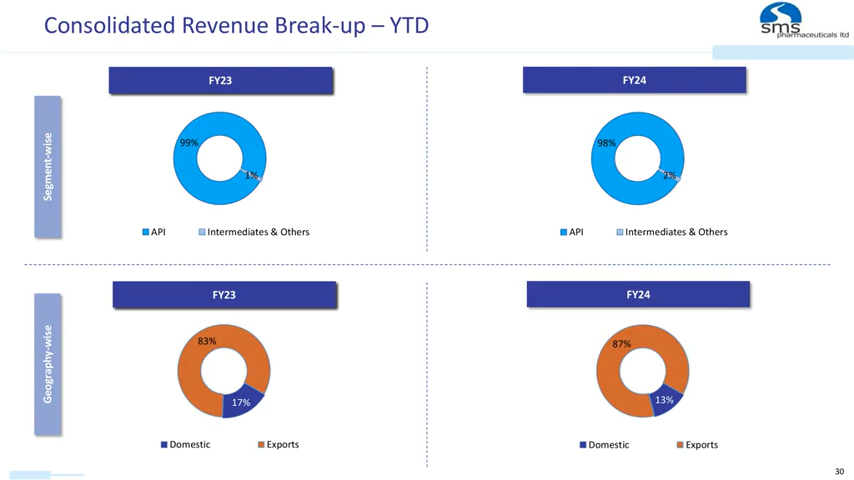 Consolidated Revenue Break-up – YTD
sms
pharmaceuticals ltd
Segment-wise
FY23
99%
1%
API
Intermediates & Others
FY24
98%
2%
API
Intermediates & Others
Geography-wise
FY23
83%
17%
Domestic
Exports
FY24
87%
13%
Domestic
Exports
30